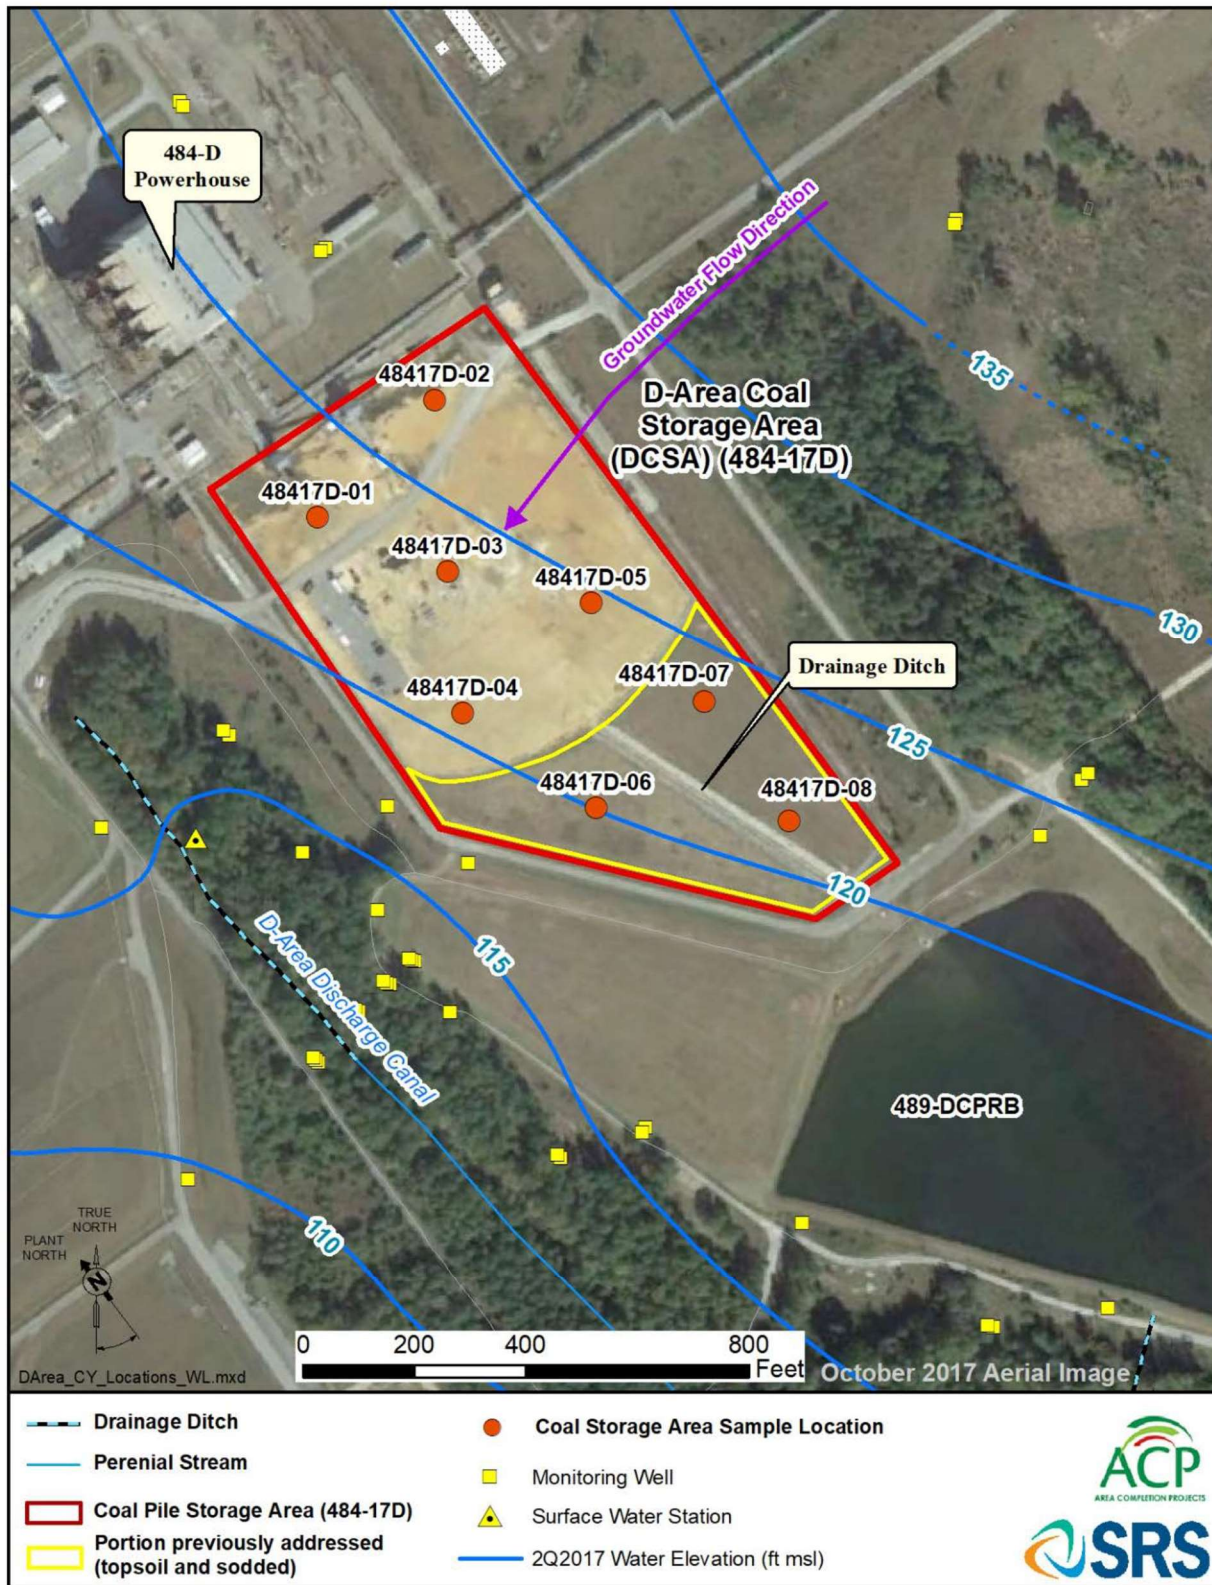 484-D
Powerhouse
Groundwater Flow Direction
135
48417D-02
D-Area Coal
Storage Area
(DCSA) (484-17D)
48417D-01
48417D-03
48417D-05
130
48417D-07
Drainage Ditch
48417D-04
125
48417D-06
48417D-08
120
D-Area Discharge Canal
115
489-DCPRB
110
TRUE
NORTH
PLANT
NORTH
N
0 200 400 800
Feet
DArea_CY_Locations_WL.mxd
October 2017 Aerial Image
Drainage Ditch
Perenial Stream
Coal Pile Storage Area (484-17D)
Portion previously addressed
(topsoil and sodded)
Coal Storage Area Sample Location
Monitoring Well
Surface Water Station
2Q2017 Water Elevation (ft msl)
ACP
AREA COMPLETION PROJECTS
SRS